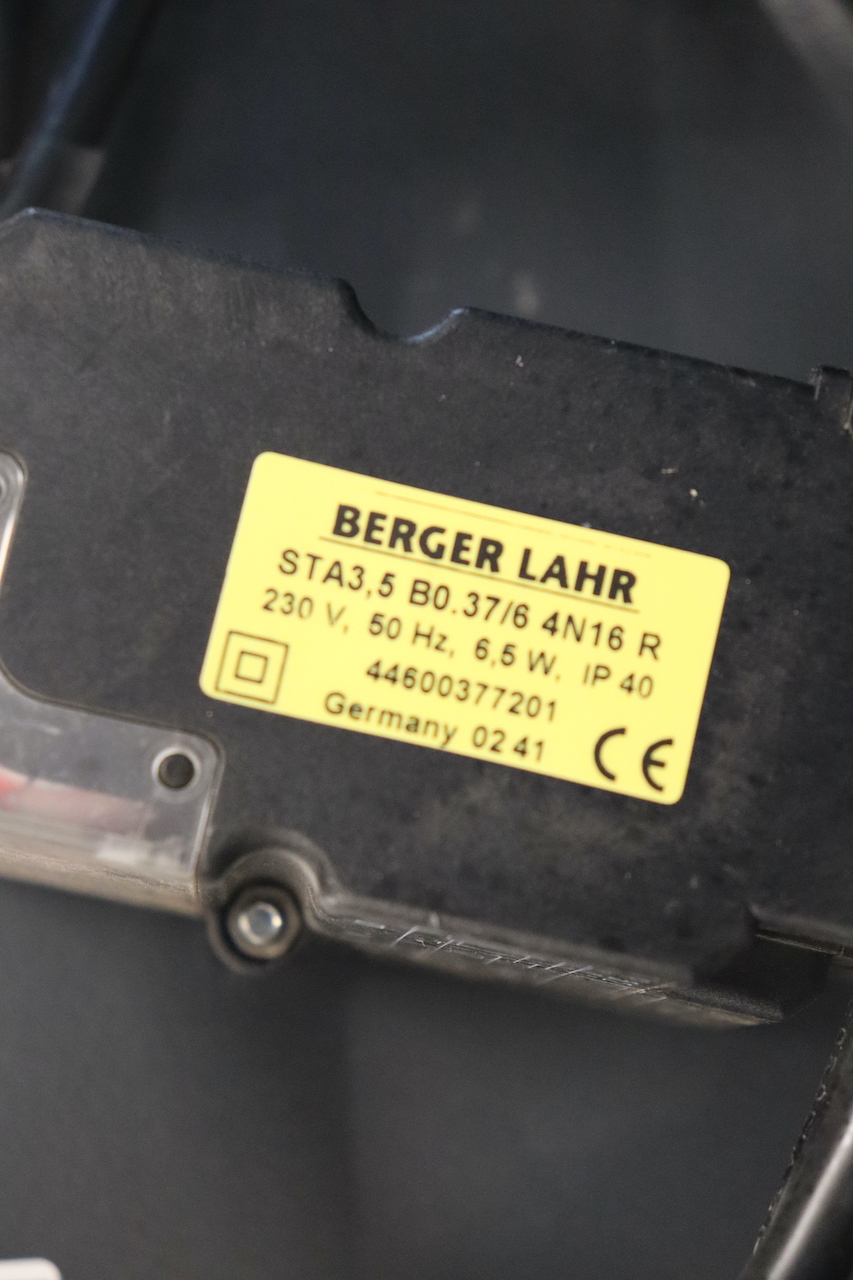 BERGER LAHR
STA3,5 B0.37/6 4N16 R
230 V, 50 Hz, 6,5 W, IP 40
44600377201
Germany 02 41
CE